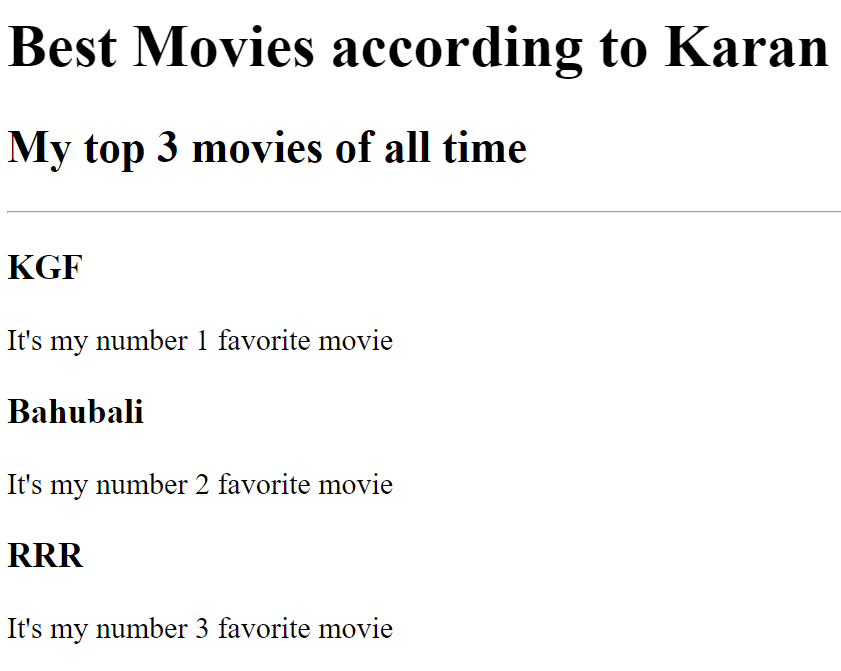 Best Movies according to Karan
My top 3 movies of all time
KGF
It's my number 1 favorite movie
Bahubali
It's my number 2 favorite movie
RRR
It's my number 3 favorite movie